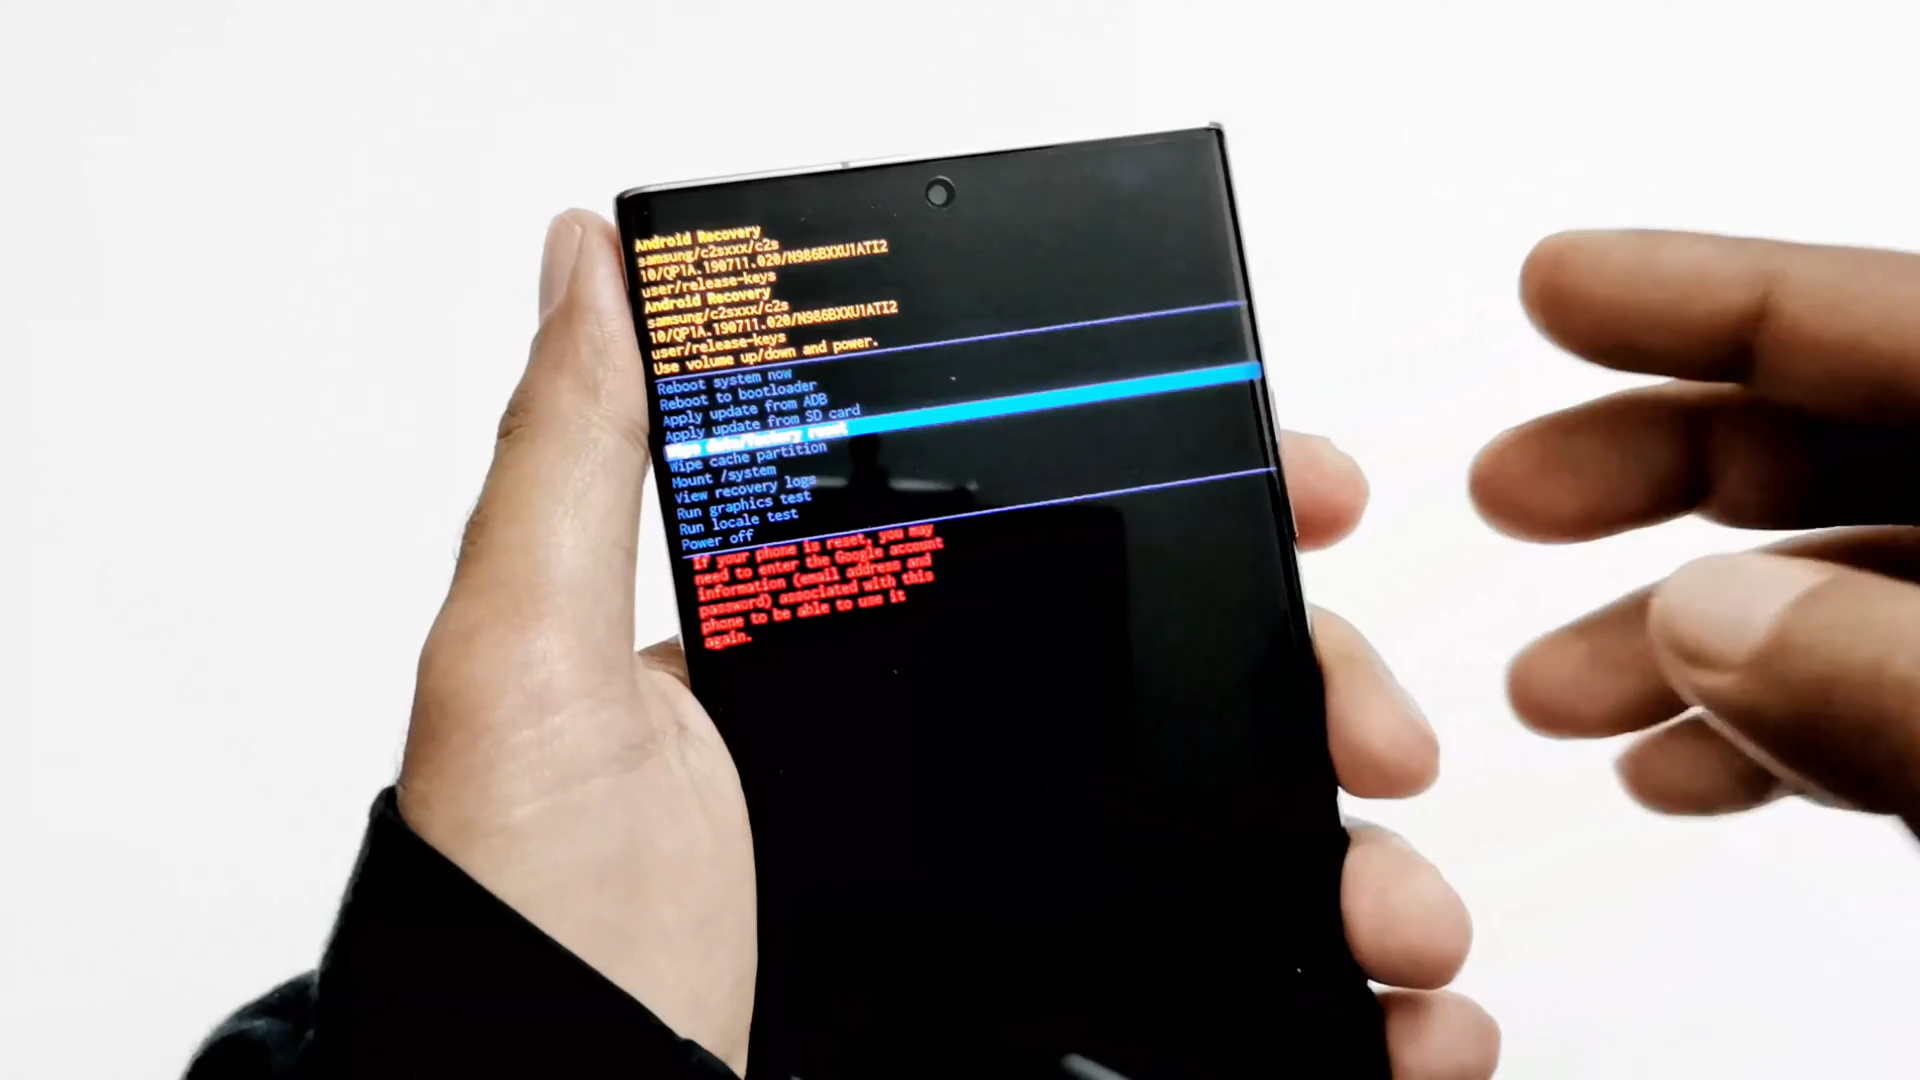 Android Recovery
samsung/c2sxxx/c2s
10/QP1A.190711.020/N986BXXU1ATI2
user/release-keys
Android Recovery
samsung/c2sxxx/c2s
10/QP1A.190711.020/N986BXXU1ATI2
user/release-keys
Use volume up/down and power.
Reboot system now
Reboot to bootloader
Apply update from ADB
Apply update from SD card
Wipe data/factory reset
Wipe cache partition
Mount /system
View recovery logs
Run graphics test
Run locale test
Power off
If your phone is reset, you may
need to enter the Google account
information (email address and
password) associated with this
phone to be able to use it
again.